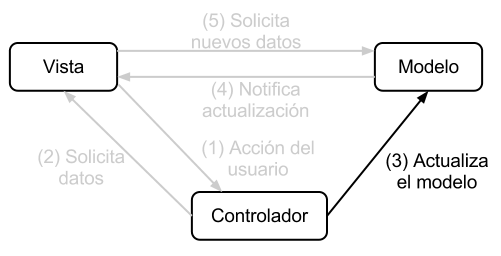 (5) Solicita
nuevos datos
Vista
Modelo
(4) Notifica
actualización
(2) Solicita
datos
(1) Acción del
usuario
(3) Actualiza
el modelo
Controlador